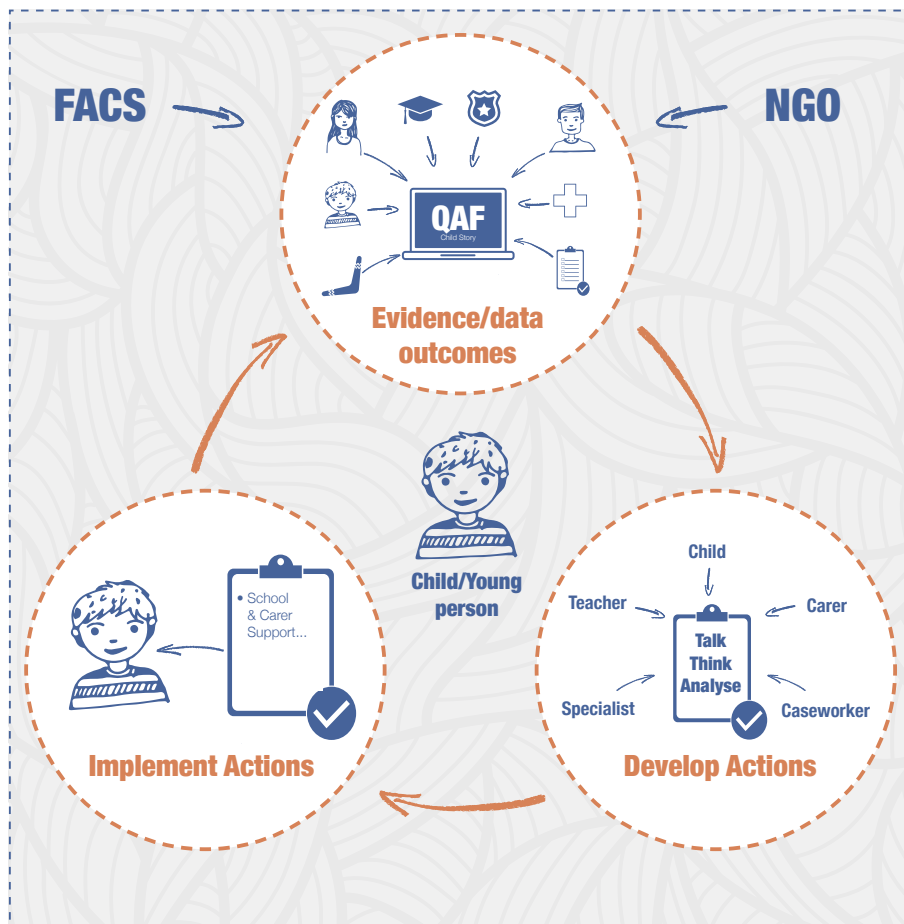 FACS
NGO
QAF
Child Story
Evidence/data
outcomes
Child/Young
person
• School
& Carer
Support...
Implement Actions
Child
Teacher
Carer
Talk
Think
Analyse
Specialist
Caseworker
Develop Actions